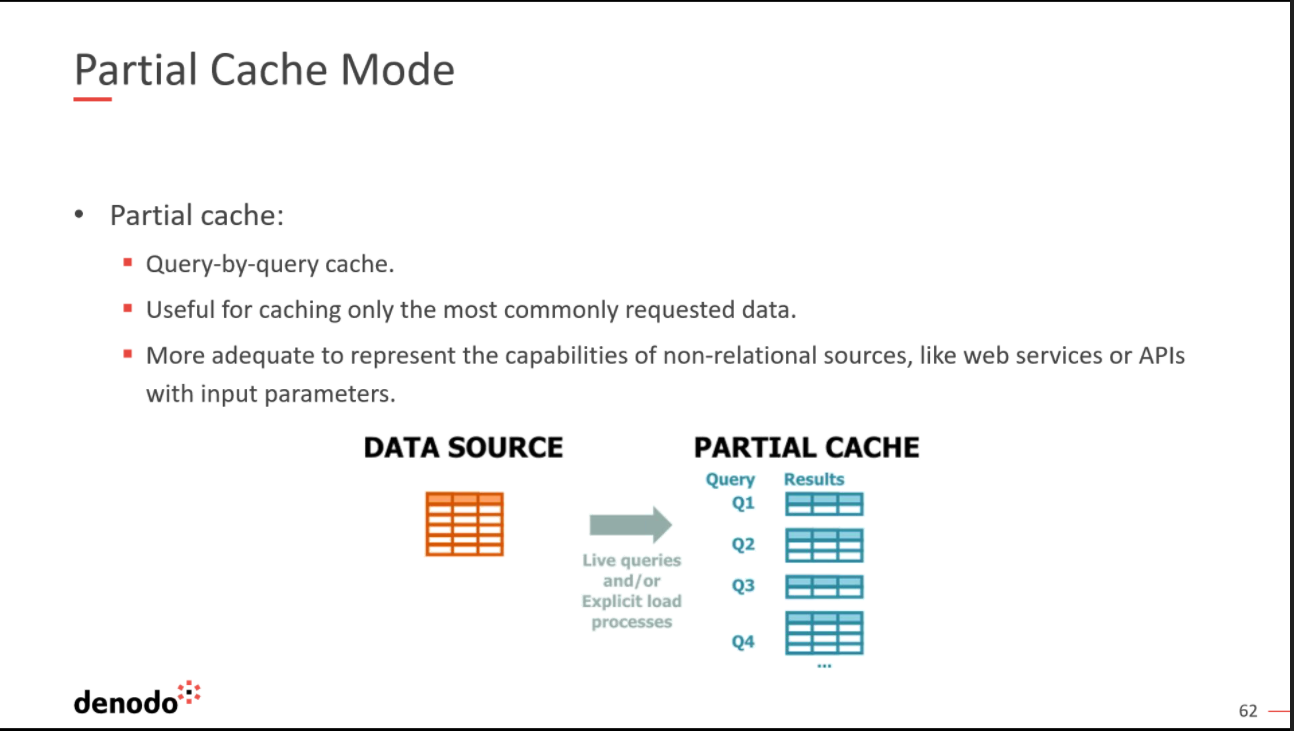 Partial Cache Mode
• Partial cache:
▪ Query-by-query cache.
▪ Useful for caching only the most commonly requested data.
▪ More adequate to represent the capabilities of non-relational sources, like web services or APIs
with input parameters.
DATA SOURCE
PARTIAL CACHE
Query Results
Q1
Q2
Q3
Q4
...
Live queries
and/or
Explicit load
processes
denodo
62